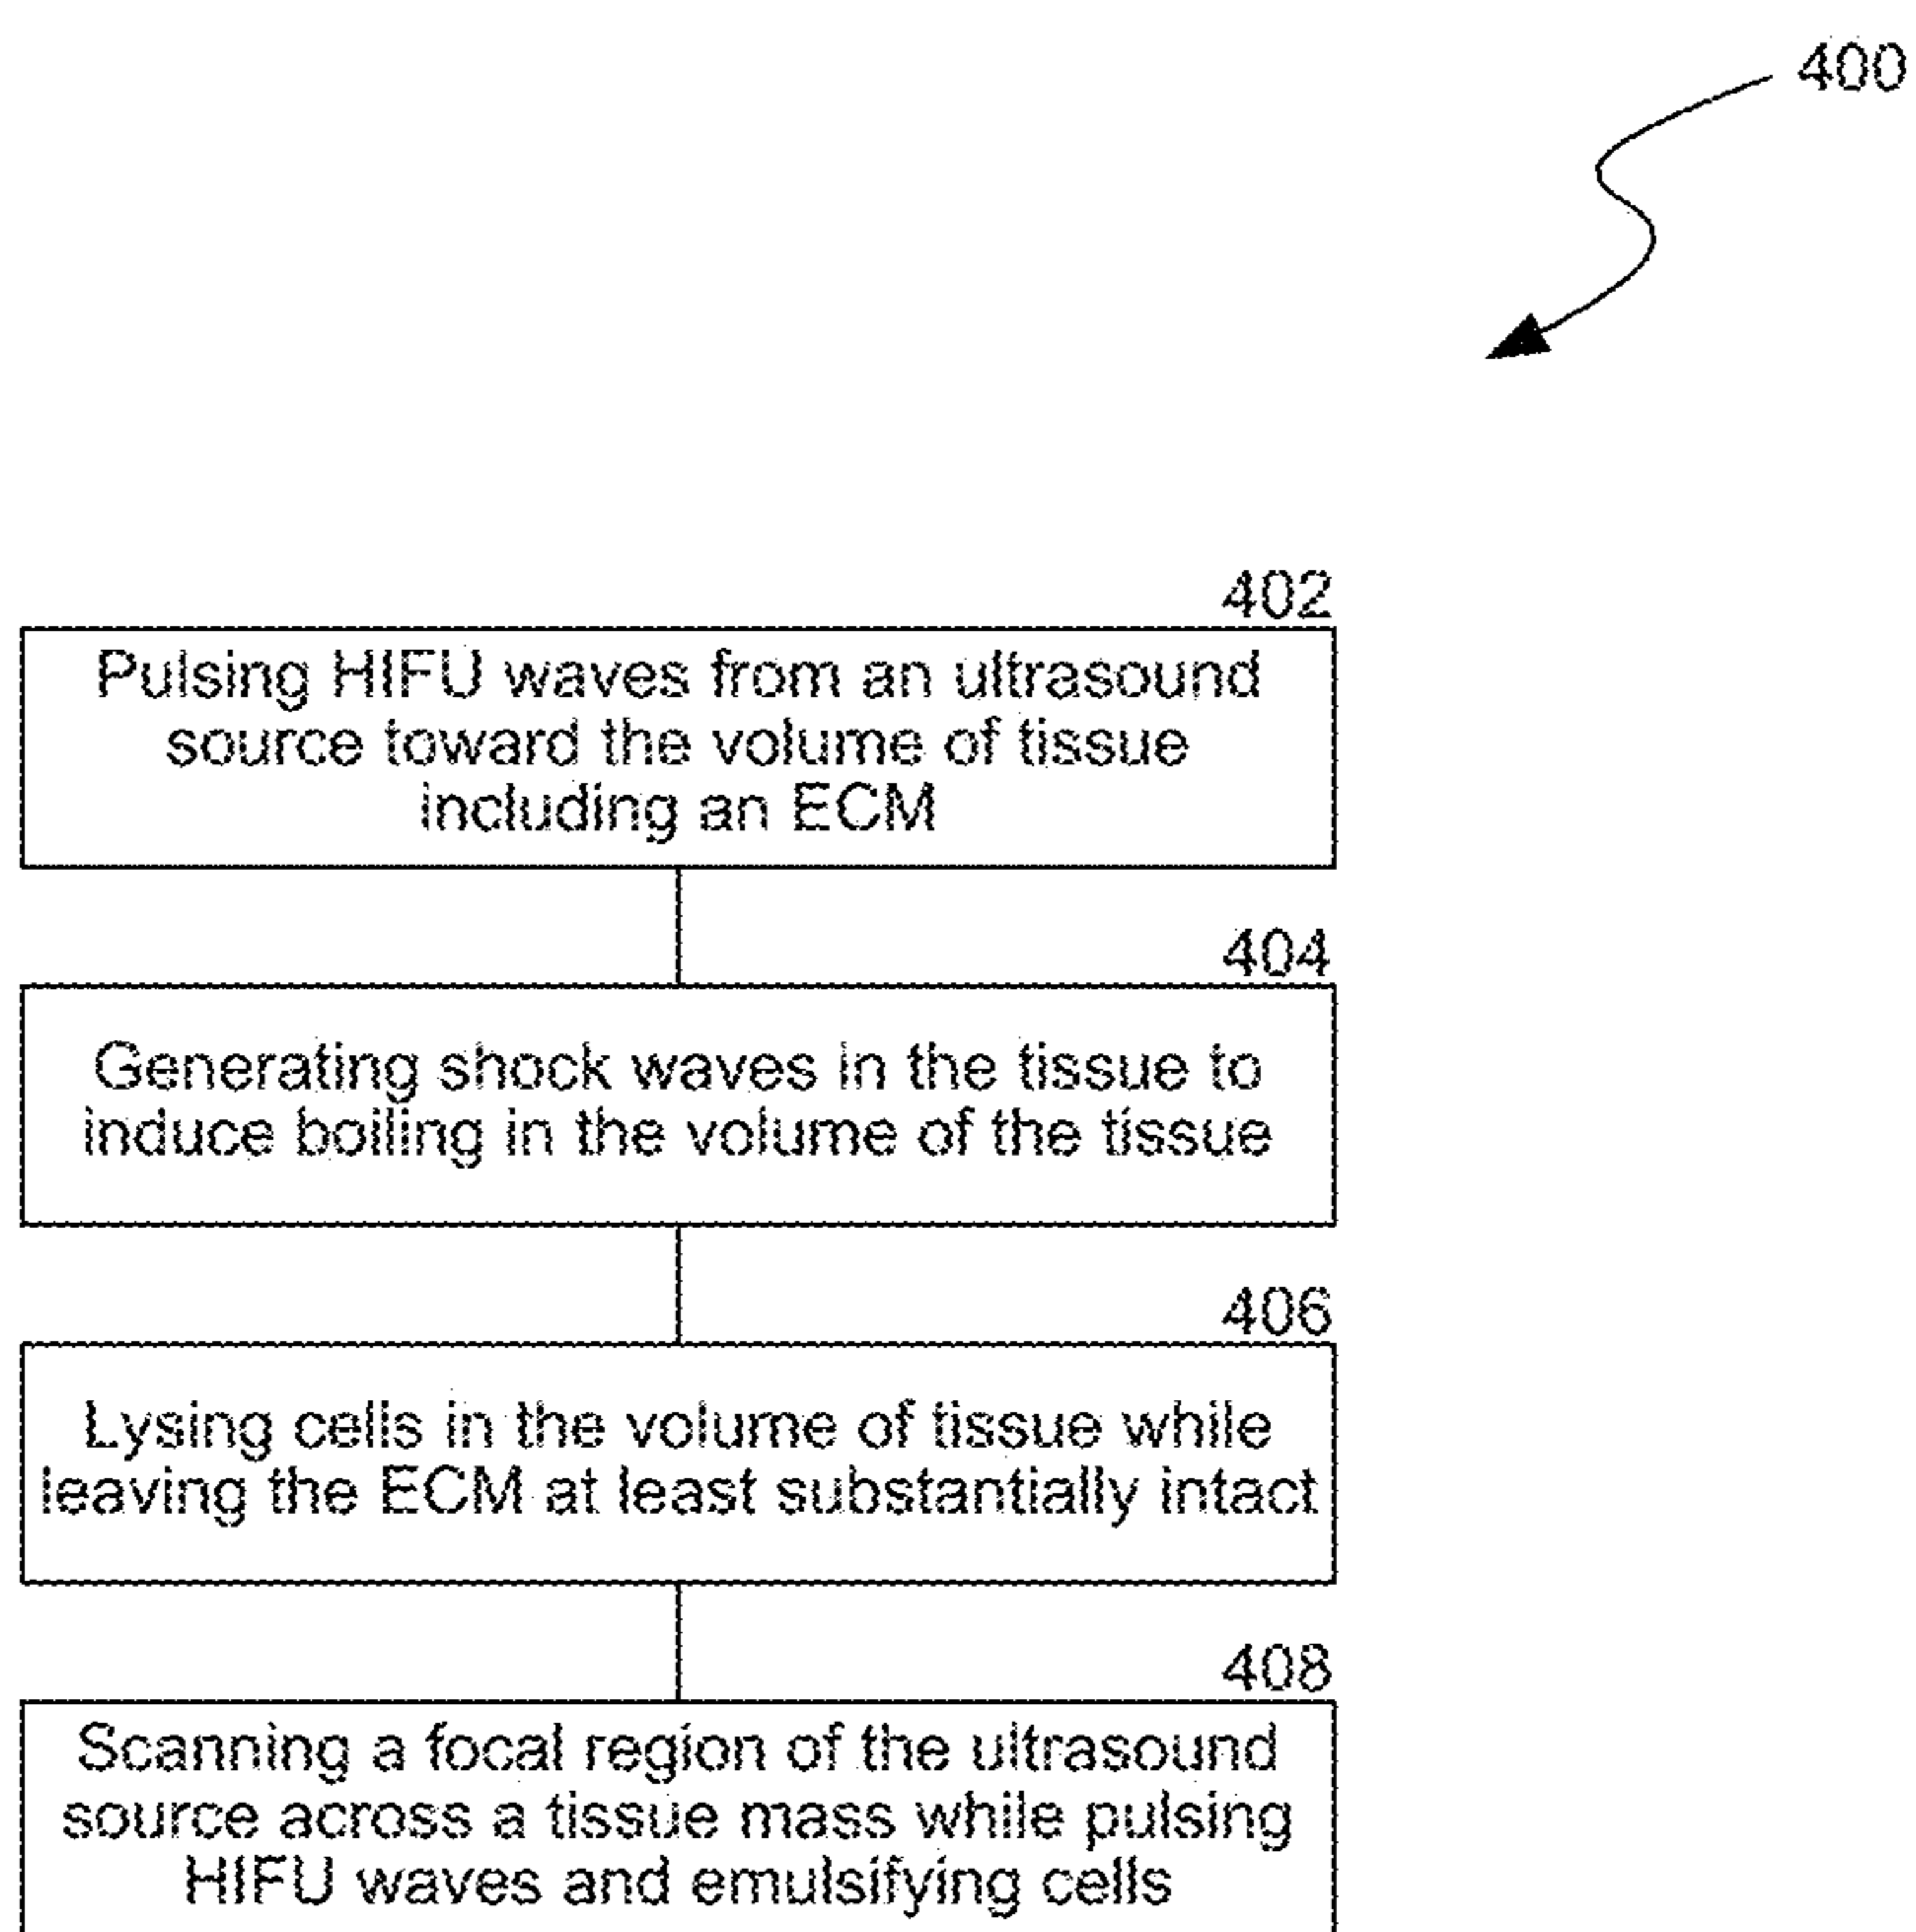 400
402
Pulsing HIFU waves from an ultrasound
source toward the volume of tissue
including an ECM
404
Generating shock waves in the tissue to
induce boiling in the volume of the tissue
406
Lysing cells in the volume of tissue while
leaving the ECM at least substantially intact
408
Scanning a focal region of the ultrasound
source across a tissue mass while pulsing
HIFU waves and emulsifying cells